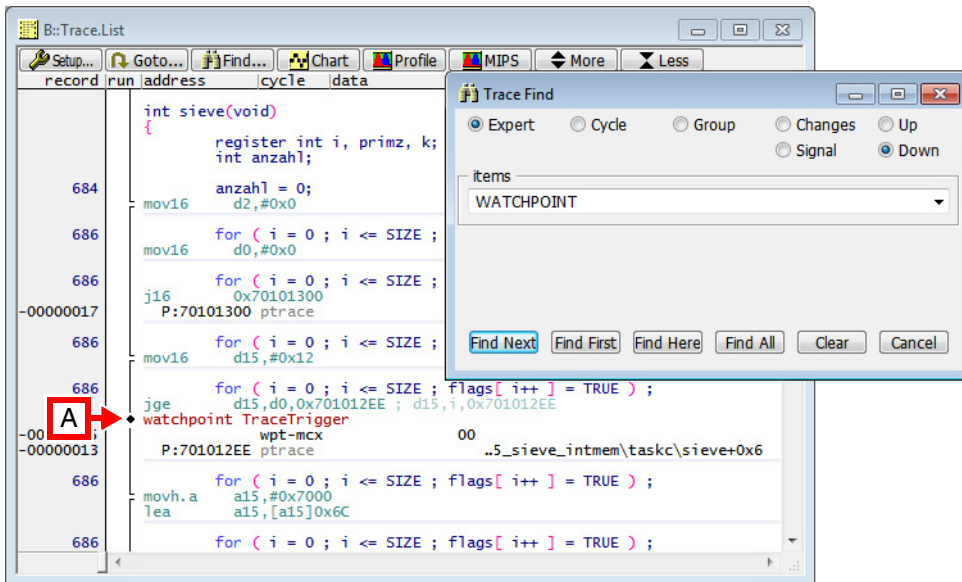 B::Trace.List
Setup... Goto... Find... Chart Profile MIPS More Less
record run address cycle data
int sieve(void)
{
register int i, primz, k;
int anzahl;
684 anzahl = 0;
mov16 d2,#0x0
686 for ( i = 0 ; i <= SIZE ;
mov16 d0,#0x0
686 for ( i = 0 ; i <= SIZE ;
j16 0x70101300
-00000017 P:70101300 ptrace
686 for ( i = 0 ; i <= SIZE ;
mov16 d15,#0x12
686 for ( i = 0 ; i <= SIZE ; flags[ i++ ] = TRUE ) ;
jge d15,d0,0x701012EE ; d15,i,0x701012EE
A watchpoint TraceTrigger
wpt-mcx 00
-00000013 P:701012EE ptrace ..5_sieve_intmem\taskc\sieve+0x6
686 for ( i = 0 ; i <= SIZE ; flags[ i++ ] = TRUE ) ;
movh.a a15,#0x7000
lea a15,[a15]0x6C
686 for ( i = 0 ; i <= SIZE ; flags[ i++ ] = TRUE ) ;
Trace Find
Expert Cycle Group Changes Up
Signal Down
items
WATCHPOINT
Find Next Find First Find Here Find All Clear Cancel